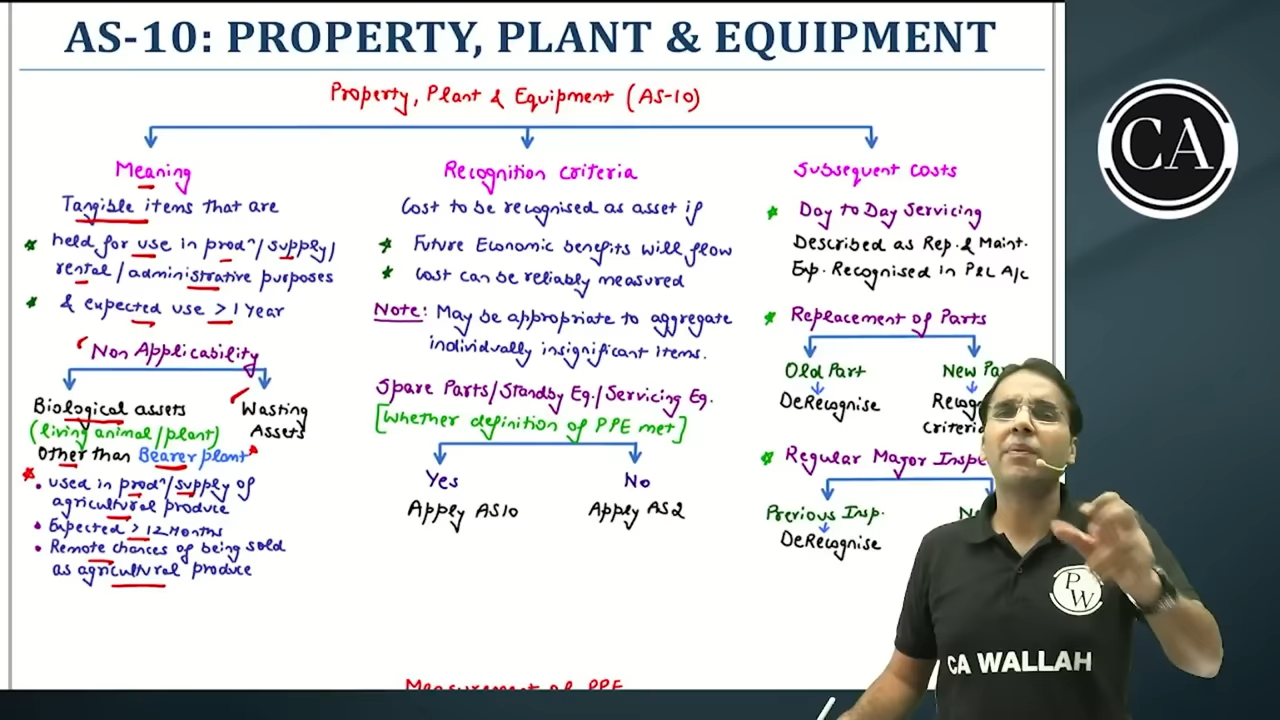 AS-10: PROPERTY, PLANT & EQUIPMENT
Property, Plant & Equipment (AS-10)
Meaning
Tangible items that are
* held for use in prodⁿ/supply/
rental/administrative purposes
* & expected use > 1 year
Non Applicability
Biological assets
(living animal/plant)
Other than Bearer plant
Wasting
Assets
* • used in prodⁿ/supply of
agricultural produce
• Expected > 12 Months
• Remote chances of being sold
as agricultural produce
Recognition criteria
Cost to be recognised as asset if
* Future Economic benefits will flow
* Cost can be reliably measured
Note: May be appropriate to aggregate
individually insignificant items.
Spare Parts/Standby Eq./Servicing Eq.
[Whether definition of PPE met]
Yes
No
Apply AS10
Apply AS2
Subsequent costs
* Day to Day Servicing
Described as Rep. & Maint.
Exp. Recognised in P&L A/c
* Replacement of Parts
Old Part
New
DeRecognise
* Regular Major
Previous Insp.
DeRecognise
Measurement of PPE
CA
PW
CA WALLAH